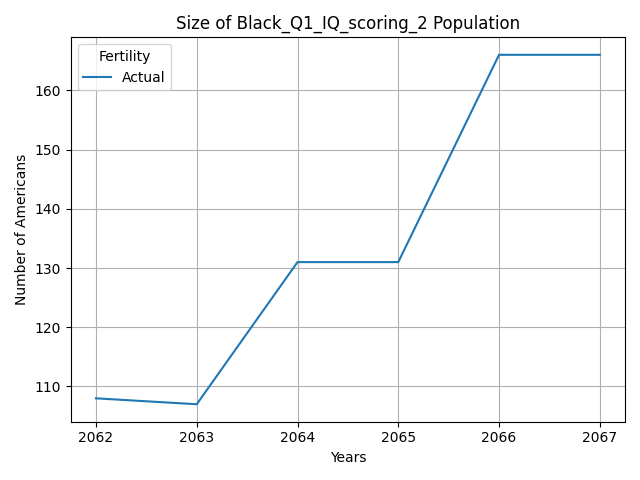 Size of Black_Q1_IQ_scoring_2 Population
Fertility
Actual
Number of Americans
160
150
140
130
120
110
2062 2063 2064 2065 2066 2067
Years